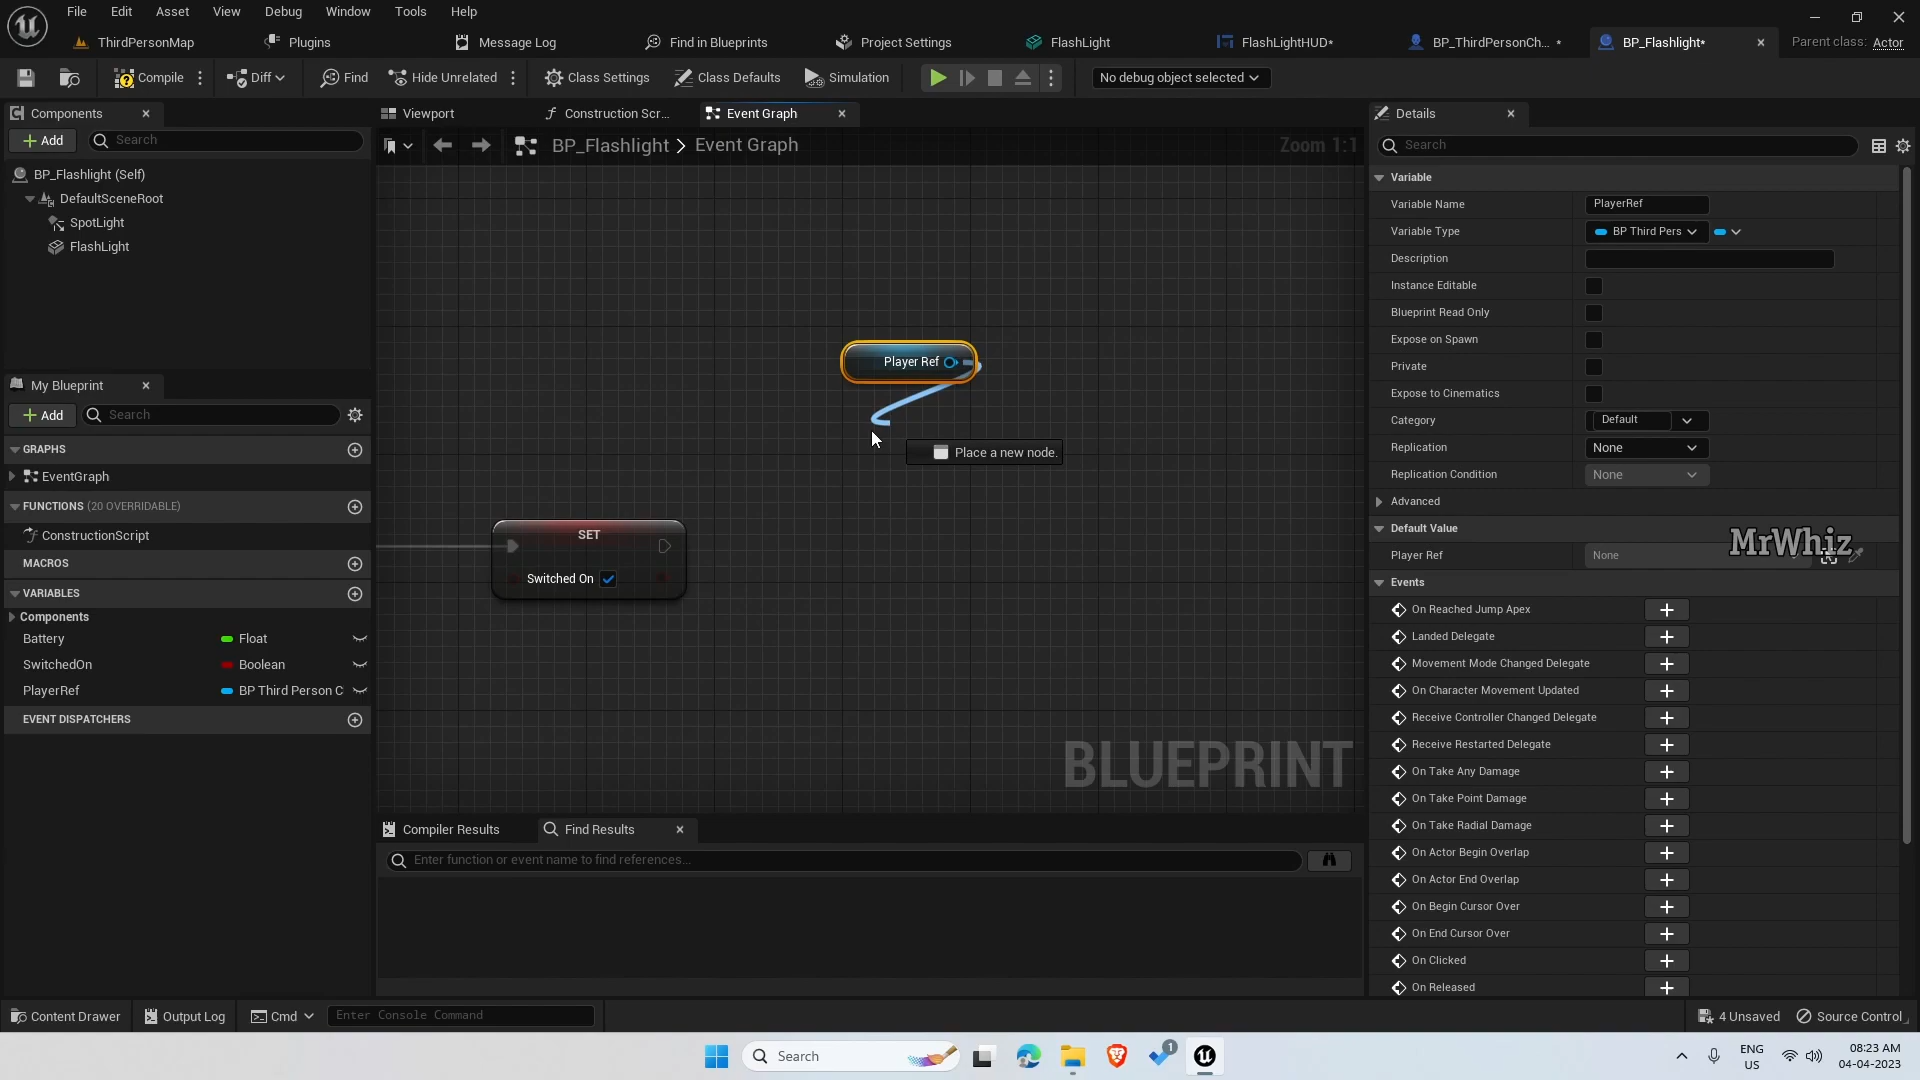 File Edit Asset View Debug Window Tools Help
ThirdPersonMap Plugins Message Log Find in Blueprints Project Settings FlashLight FlashLightHUD* BP_ThirdPersonCh... * BP_Flashlight* Parent class: Actor
Compile Diff Find Hide Unrelated Class Settings Class Defaults Simulation No debug object selected
Components
Add Search
BP_Flashlight (Self)
DefaultSceneRoot
SpotLight
FlashLight
My Blueprint
Add Search
GRAPHS
EventGraph
FUNCTIONS (20 OVERRIDABLE)
ConstructionScript
MACROS
VARIABLES
Components
Battery Float
SwitchedOn Boolean
PlayerRef BP Third Person C
EVENT DISPATCHERS
Viewport Construction Scr... Event Graph
BP_Flashlight > Event Graph Zoom 1:1
Player Ref
Place a new node.
SET
Switched On
BLUEPRINT
Compiler Results Find Results
Enter function or event name to find references...
Details
Search
Variable
Variable Name PlayerRef
Variable Type BP Third Pers
Description
Instance Editable
Blueprint Read Only
Expose on Spawn
Private
Expose to Cinematics
Category Default
Replication None
Replication Condition None
Advanced
Default Value
Player Ref None
MrWhiz
Events
On Reached Jump Apex
Landed Delegate
Movement Mode Changed Delegate
On Character Movement Updated
Receive Controller Changed Delegate
Receive Restarted Delegate
On Take Any Damage
On Take Point Damage
On Take Radial Damage
On Actor Begin Overlap
On Actor End Overlap
On Begin Cursor Over
On End Cursor Over
On Clicked
On Released
Content Drawer Output Log Cmd Enter Console Command 4 Unsaved Source Control
Search 1 ENG US 08:23 AM
04-04-2023